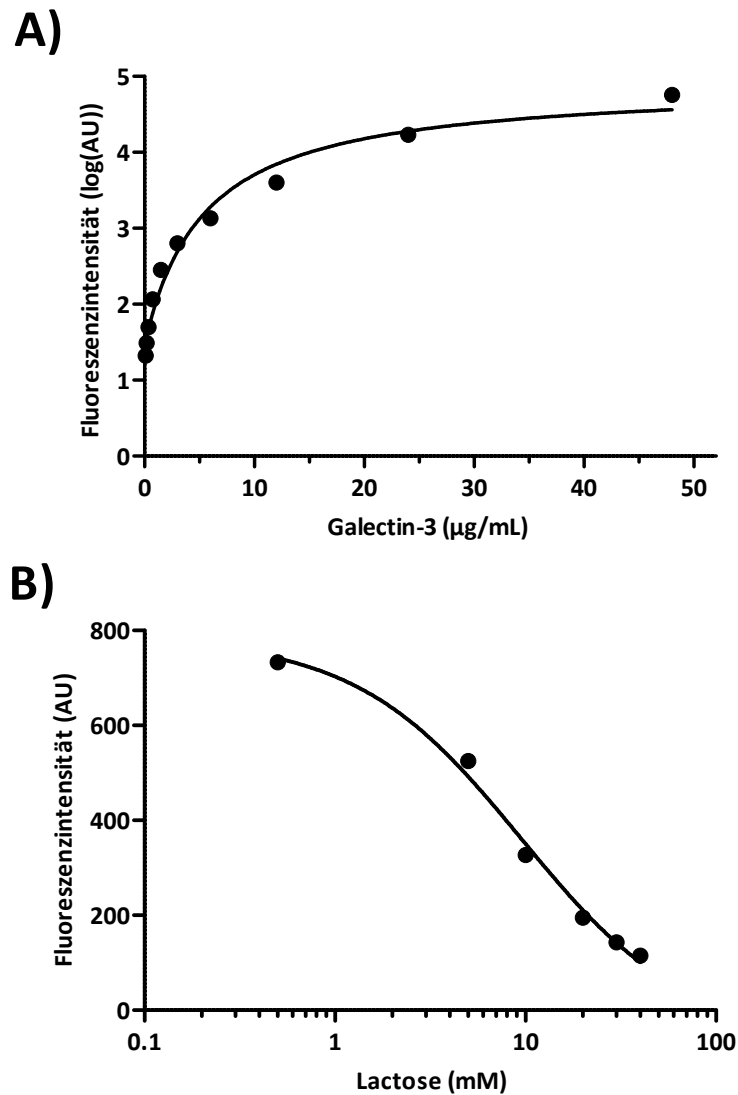 A)
Fluoreszenzintensität (log(AU))
5
4
3
2
1
0
0 10 20 30 40 50
Galectin-3 (µg/mL)
B)
Fluoreszenzintensität (AU)
800
600
400
200
0
0.1 1 10 100
Lactose (mM)